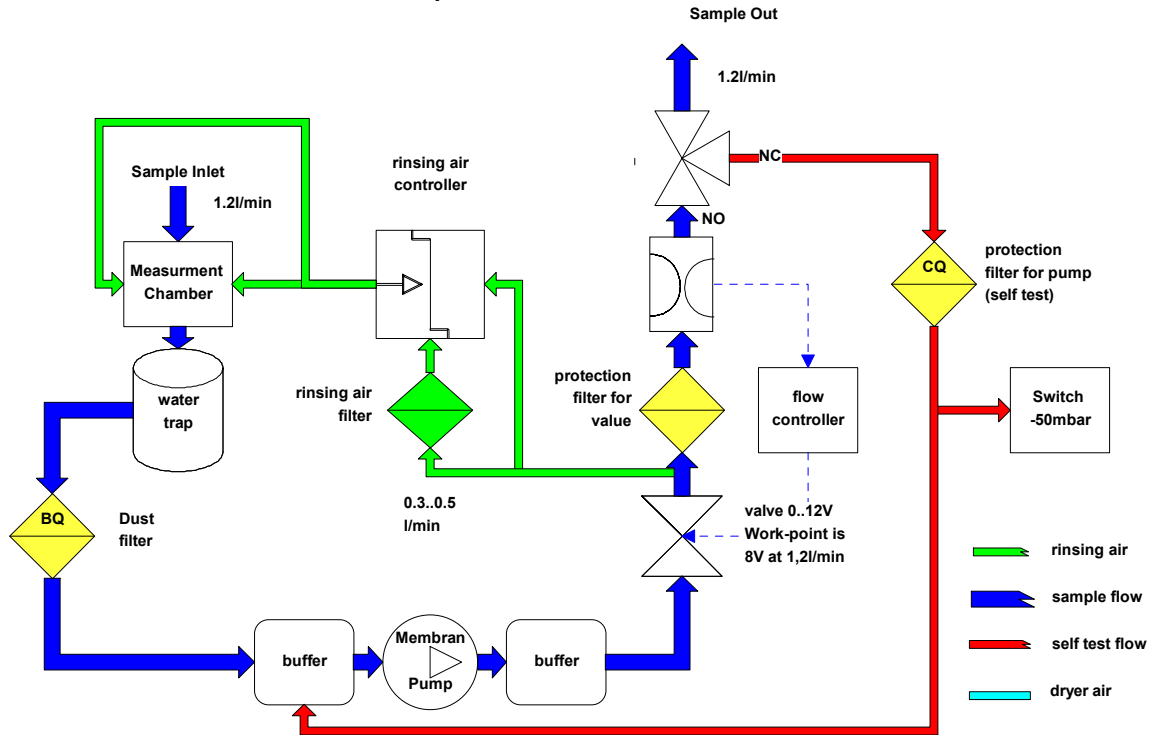 Sample Out
1.2l/min
Sample Inlet
1.2l/min
rinsing air
controller
NC
NO
Measurment
Chamber
CQ
protection
filter for pump
(self test)
water
trap
rinsing air
filter
protection
filter for
value
flow
controller
Switch
-50mbar
BQ
Dust
filter
0.3..0.5
l/min
valve 0..12V
Work-point is
8V at 1,2l/min
rinsing air
sample flow
self test flow
dryer air
buffer
Membran
Pump
buffer